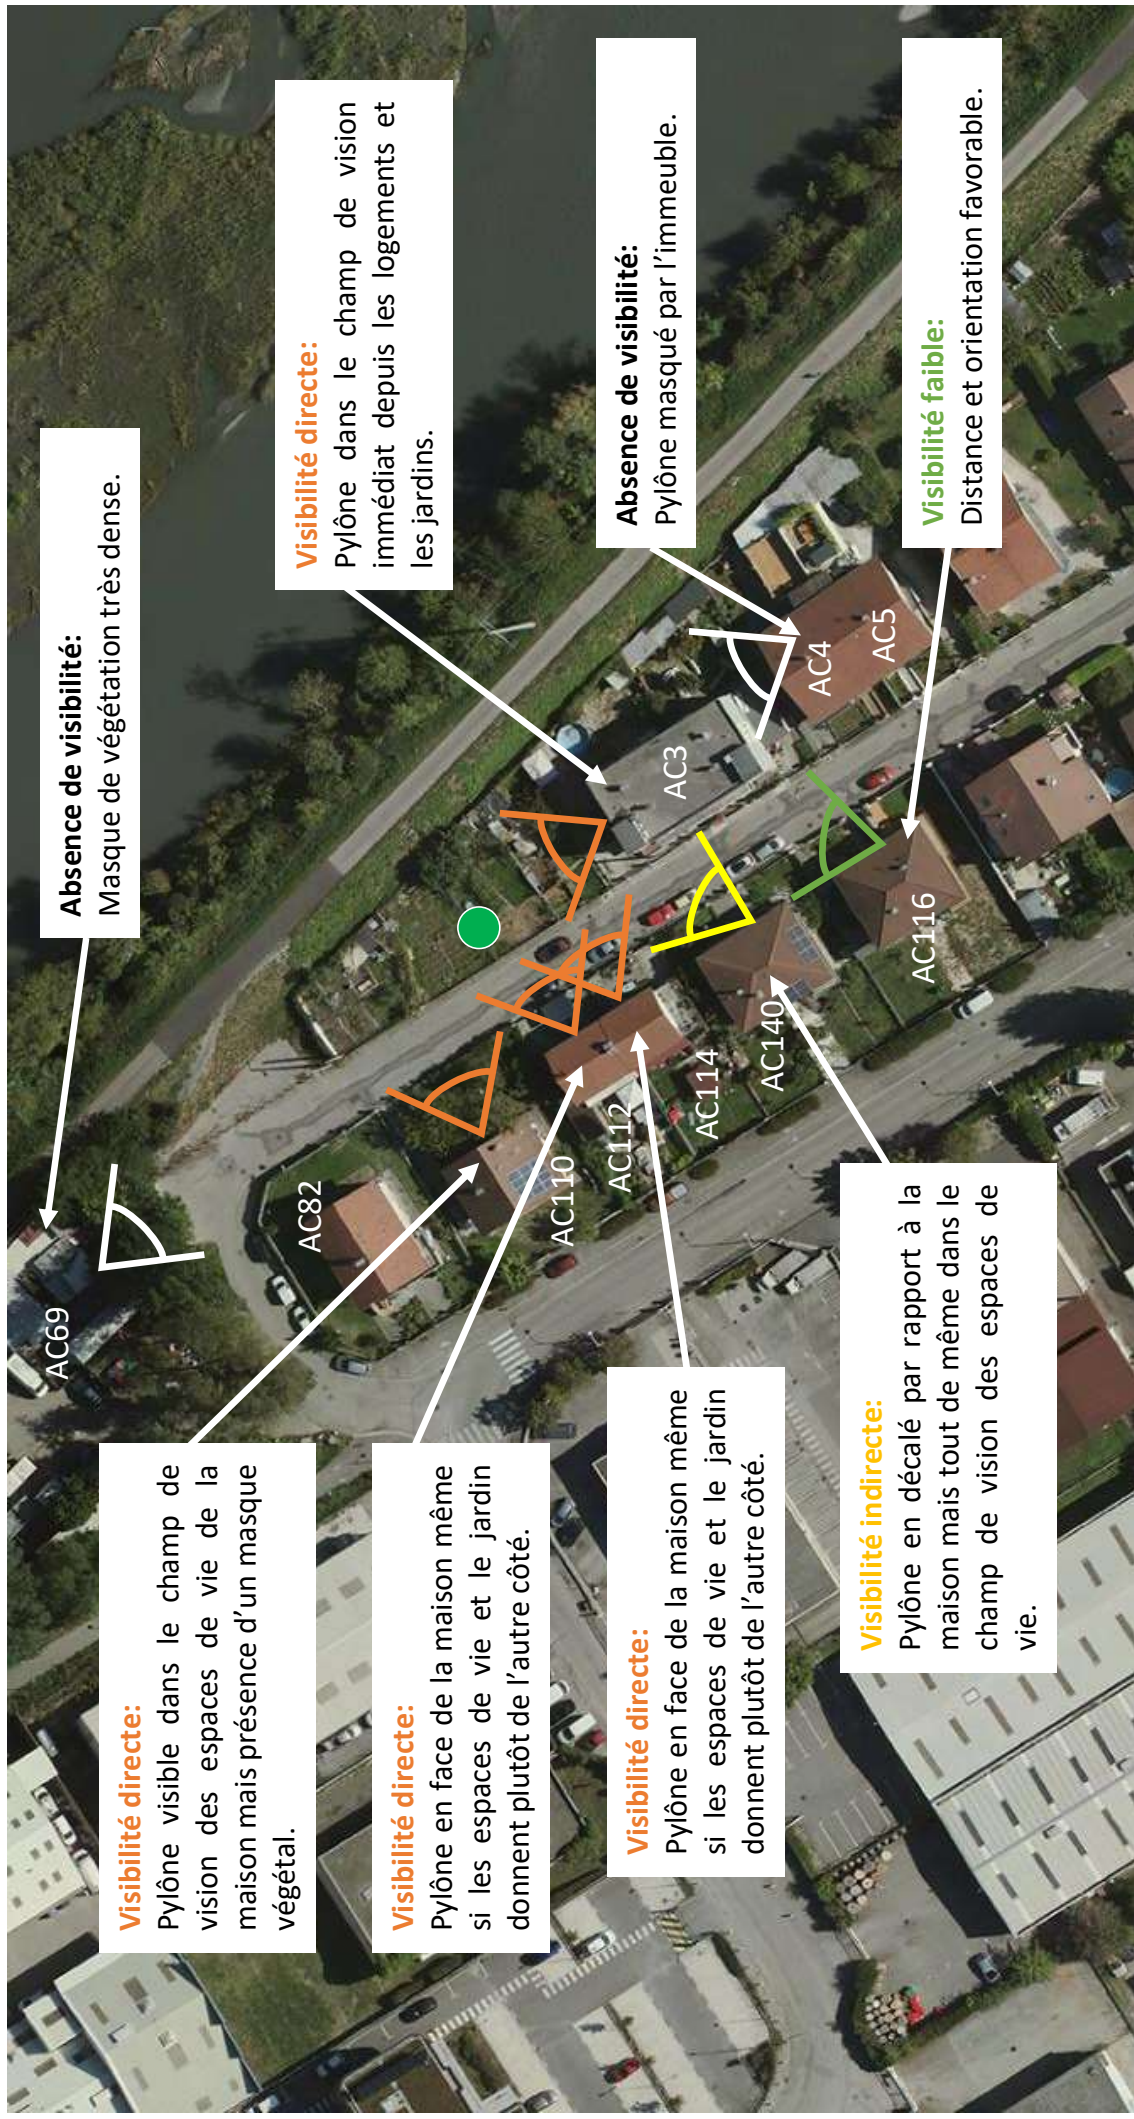 Absence de visibilité:
Masque de végétation très dense.
Visibilité directe:
Pylône dans le champ de vision
immédiat depuis les logements et
les jardins.
Absence de visibilité:
Pylône masqué par l’immeuble.
Visibilité faible:
Distance et orientation favorable.
Visibilité directe:
Pylône visible dans le champ de
vision des espaces de vie de la
maison mais présence d’un masque
végétal.
Visibilité directe:
Pylône en face de la maison même
si les espaces de vie et le jardin
donnent plutôt de l’autre côté.
Visibilité directe:
Pylône en face de la maison même
si les espaces de vie et le jardin
donnent plutôt de l’autre côté.
Visibilité indirecte:
Pylône en décalé par rapport à la
maison mais tout de même dans le
champ de vision des espaces de
vie.
AC69
AC82
AC110
AC112
AC114
AC140
AC116
AC3
AC4
AC5